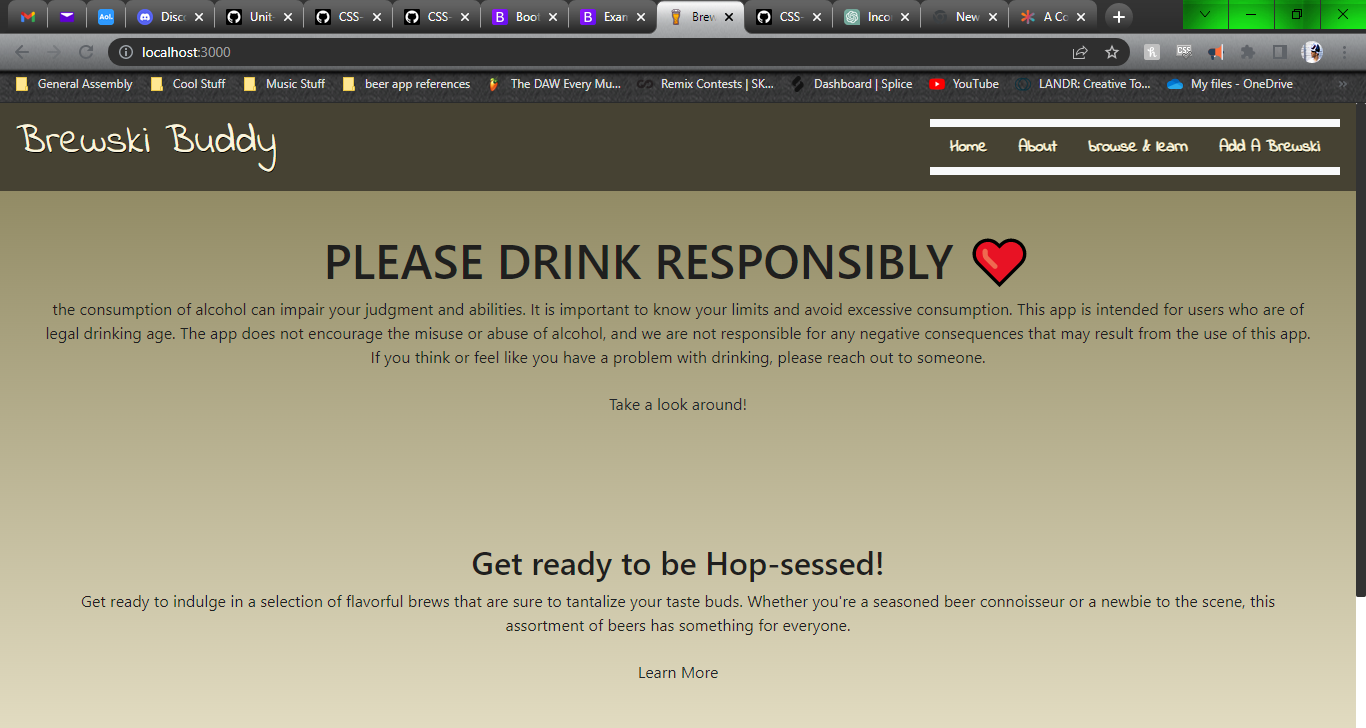 Aol.
Disc
Unit-
CSS-
CSS-
B Boot
B Exan
Brew
CSS-
Incor
New
A Co
localhost:3000
General Assembly
Cool Stuff
Music Stuff
beer app references
The DAW Every Mu...
Remix Contests | SK...
Dashboard | Splice
YouTube
LANDR: Creative To...
My files - OneDrive
Brewski Buddy
Home
About
browse & learn
Add A Brewski
PLEASE DRINK RESPONSIBLY ❤️
the consumption of alcohol can impair your judgment and abilities. It is important to know your limits and avoid excessive consumption. This app is intended for users who are of
legal drinking age. The app does not encourage the misuse or abuse of alcohol, and we are not responsible for any negative consequences that may result from the use of this app.
If you think or feel like you have a problem with drinking, please reach out to someone.
Take a look around!
Get ready to be Hop-sessed!
Get ready to indulge in a selection of flavorful brews that are sure to tantalize your taste buds. Whether you're a seasoned beer connoisseur or a newbie to the scene, this
assortment of beers has something for everyone.
Learn More